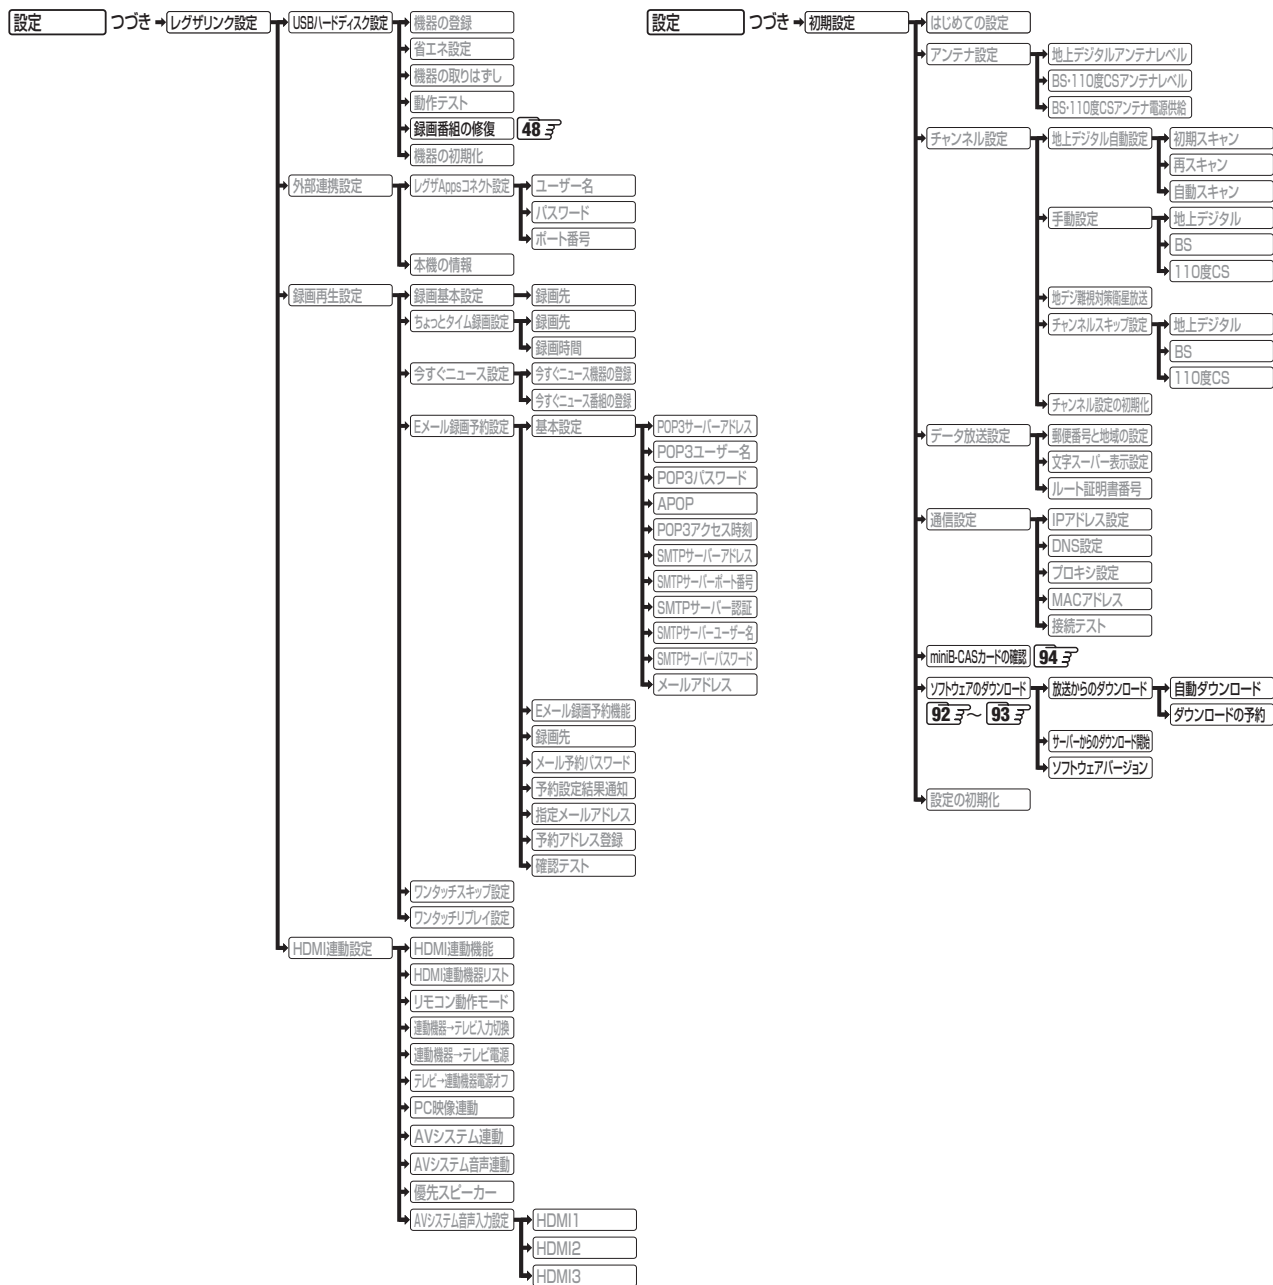 設定 つづき レグザリンク設定 USBハードディスク設定 機器の登録
省エネ設定
機器の取りはずし
動作テスト
録画番組の修復 48
機器の初期化
外部連携設定 レグザAppsコネクト設定 ユーザー名
パスワード
ポート番号
本機の情報
録画再生設定 録画基本設定 録画先
ちょっとタイム録画設定 録画先
録画時間
今すぐニュース設定 今すぐニュース機器の登録
今すぐニュース番組の登録
Eメール録画予約設定 基本設定 POP3サーバーアドレス
POP3ユーザー名
POP3パスワード
APOP
POP3アクセス時刻
SMTPサーバーアドレス
SMTPサーバーポート番号
SMTPサーバー認証
SMTPサーバーユーザー名
SMTPサーバーパスワード
メールアドレス
Eメール録画予約機能
録画先
メール予約パスワード
予約設定結果通知
指定メールアドレス
予約アドレス登録
確認テスト
ワンタッチスキップ設定
ワンタッチリプレイ設定
HDMI連動設定 HDMI連動機能
HDMI連動機器リスト
リモコン動作モード
連動機器→テレビ入力切換
連動機器→テレビ電源
テレビ→連動機器電源オフ
PC映像連動
AVシステム連動
AVシステム音声連動
優先スピーカー
AVシステム音声入力設定 HDMI1
HDMI2
HDMI3
設定 つづき 初期設定 はじめての設定
アンテナ設定 地上デジタルアンテナレベル
BS・110度CSアンテナレベル
BS・110度CSアンテナ電源供給
チャンネル設定 地上デジタル自動設定 初期スキャン
再スキャン
自動スキャン
手動設定 地上デジタル
BS
110度CS
地デジ難視対策衛星放送
チャンネルスキップ設定 地上デジタル
BS
110度CS
チャンネル設定の初期化
データ放送設定 郵便番号と地域の設定
文字スーパー表示設定
ルート証明書番号
通信設定 IPアドレス設定
DNS設定
プロキシ設定
MACアドレス
接続テスト
miniB-CASカードの確認 94
ソフトウェアのダウンロード 放送からのダウンロード 自動ダウンロード
92 ～ 93 ダウンロードの予約
サーバーからのダウンロード開始
ソフトウェアバージョン
設定の初期化